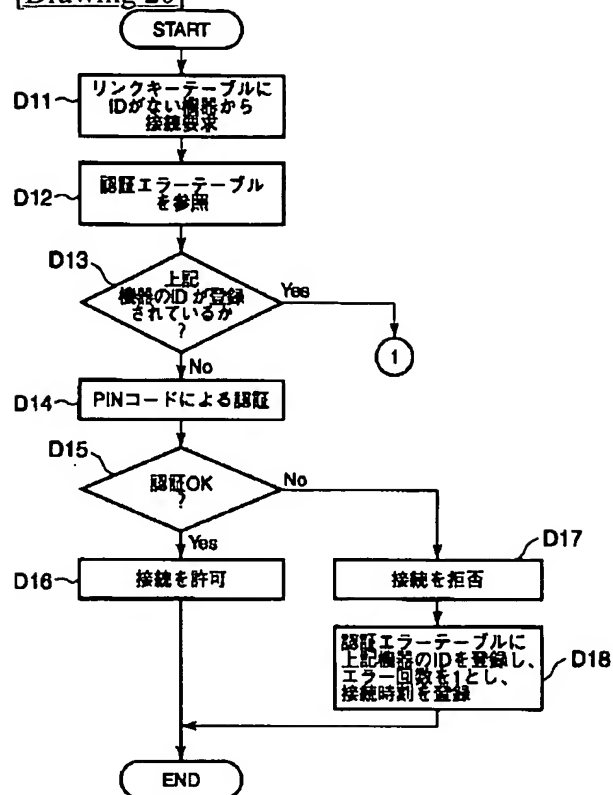 [Drawing 20]
START
D11
リンクキーテーブルに
IDがない機器から
接続要求
D12
認証エラーテーブル
を参照
D13
上記
機器のIDが登録
されているか
?
Yes
1
No
D14
PINコードによる認証
D15
認証OK
?
No
Yes
D16
接続を許可
D17
接続を拒否
D18
認証エラーテーブルに
上記機器のIDを登録し、
エラー回数を1とし、
接続時刻を登録
END